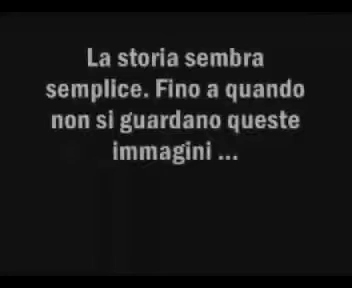 La storia sembra
semplice. Fino a quando
non si guardano queste
immagini ...